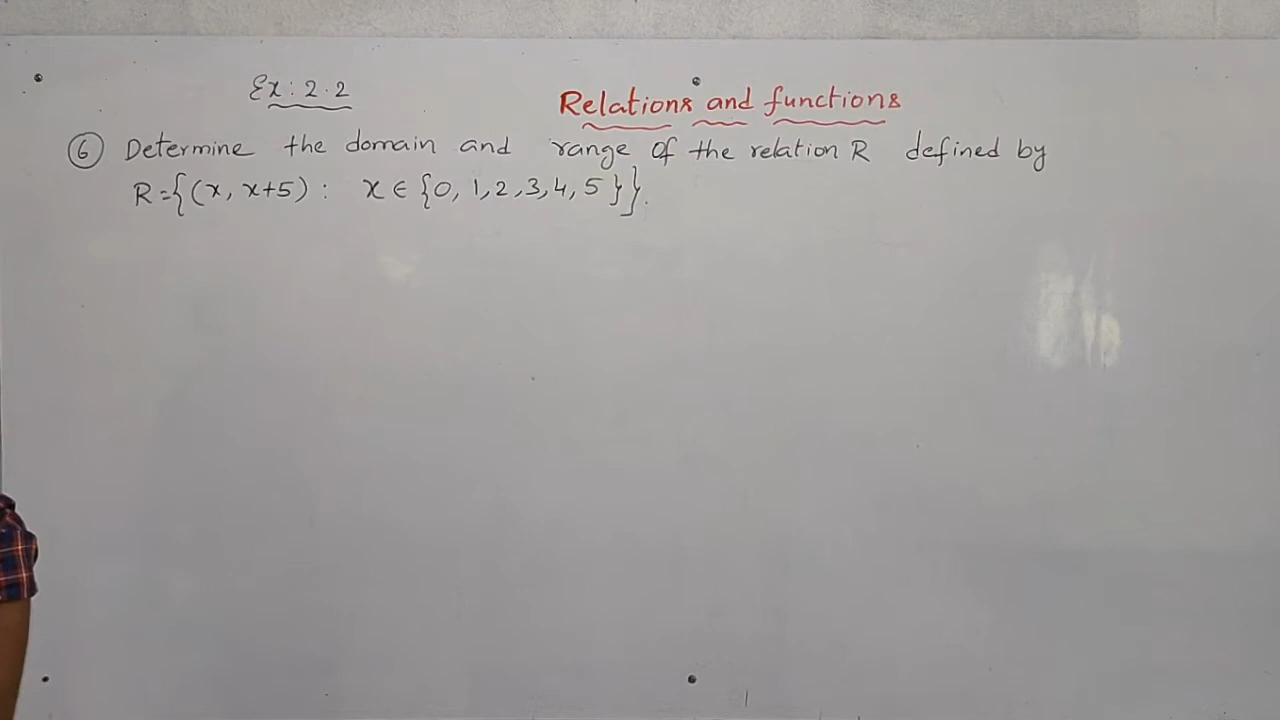 Ex: 2.2
Relations and functions
6 Determine the domain and range of the relation R defined by
R={(x, x+5): x ∈ {0, 1, 2, 3, 4, 5}}.